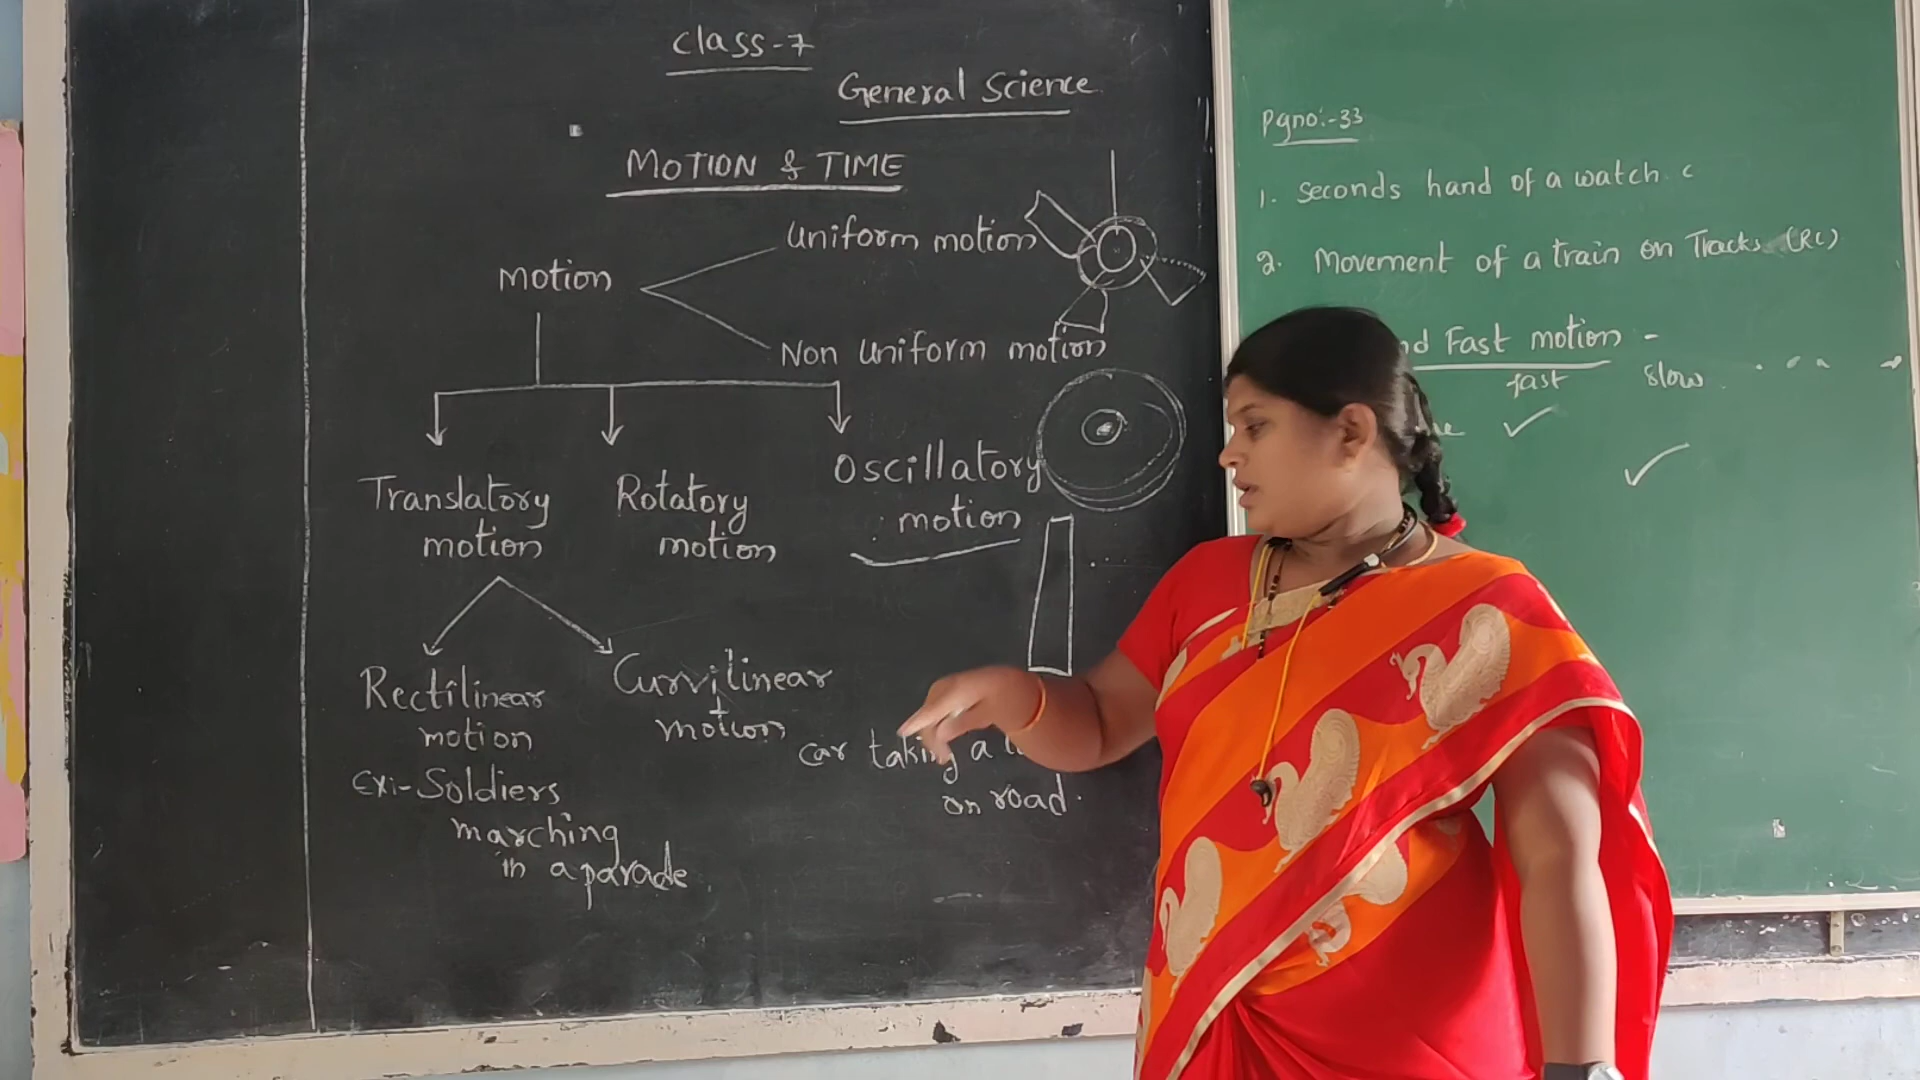 Class-7
General Science
MOTION & TIME
Motion
Uniform motion
Non Uniform motion
Translatory
motion
Rotatory
motion
Oscillatory
motion
Rectilinear
motion
Curvilinear
motion
Ex:- Soldiers
marching
in a parade
car taking a
on road.
Pgno:-33
1. Seconds hand of a watch c
2. Movement of a train on Tracks (RC)
Fast motion -
fast slow